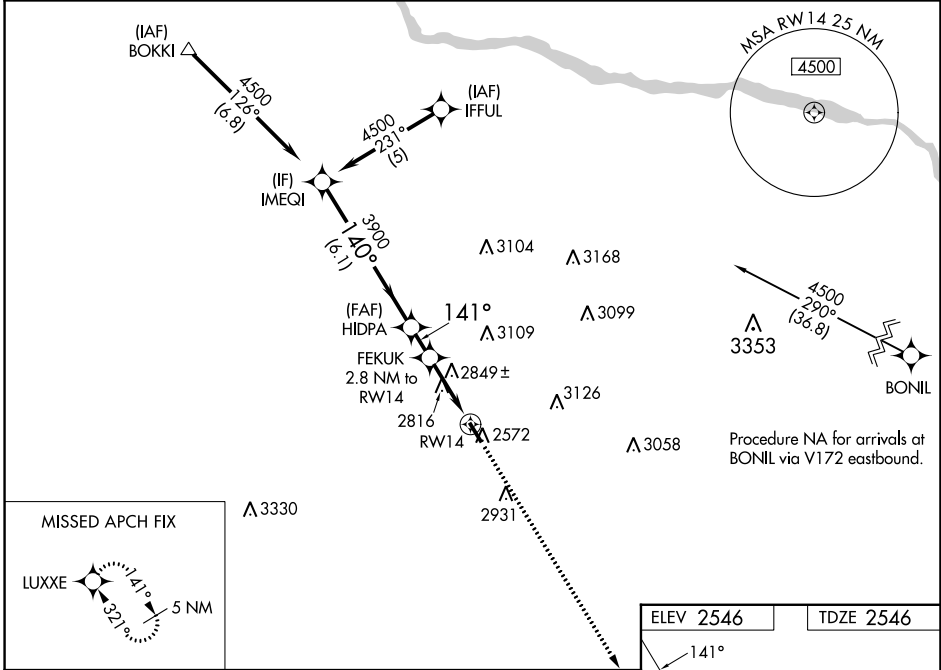 (IAF)
BOKKI
4500
126°
(6.8)
(IAF)
IFFUL
4500
231°
(5)
(IF)
IMEQI
3900
140°
(6.1)
MSA RW14 25 NM
4500
3104
3168
3099
3109
(FAF)
HIDPA
141°
FEKUK
2.8 NM to
RW14
2849±
2816
RW14
2572
3126
3058
2931
3330
3353
4500
290°
(36.8)
BONIL
Procedure NA for arrivals at
BONIL via V172 eastbound.
MISSED APCH FIX
LUXXE
141°
321°
5 NM
ELEV 2546
TDZE 2546
141°